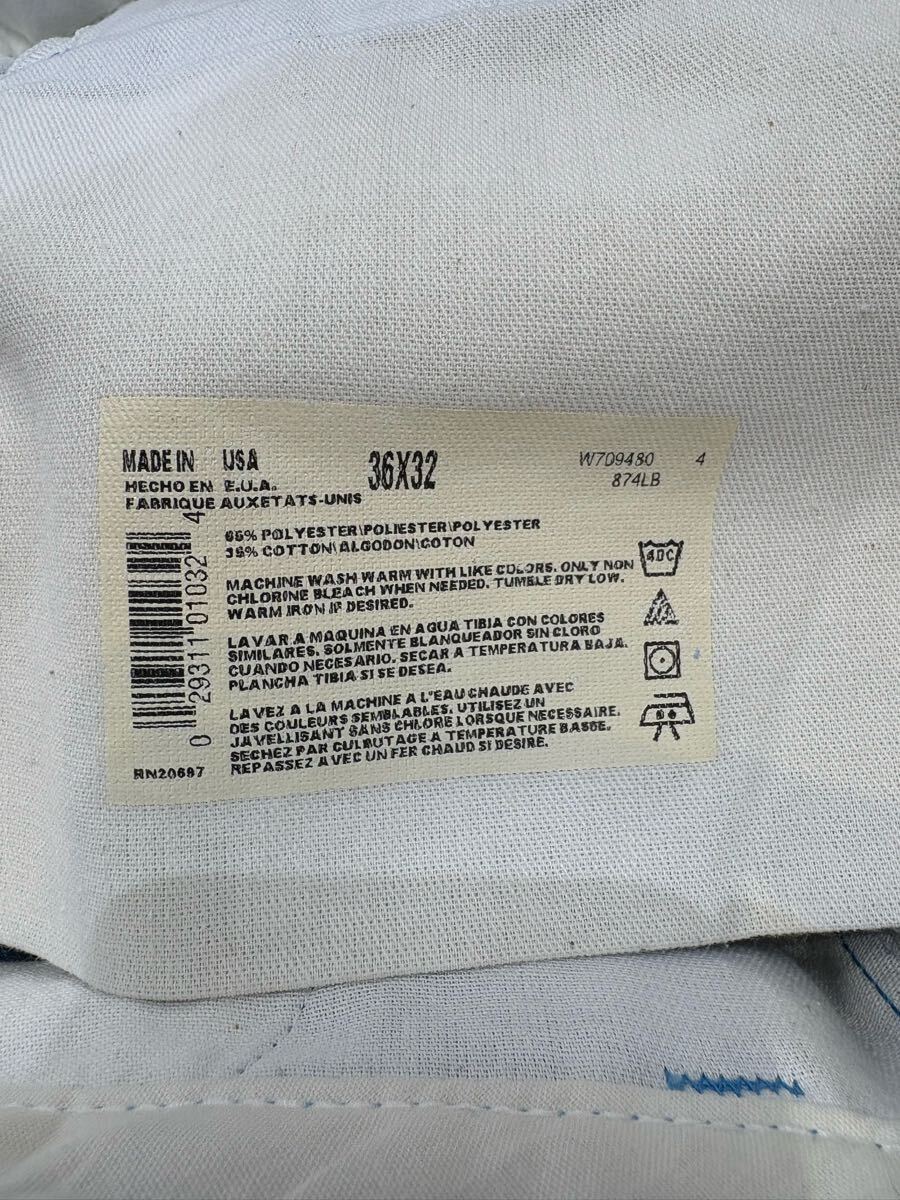 MADE IN USA
HECHO EN E.U.A.
FABRIQUE AUXETATS-UNIS
36X32
W709480 4
874LB
65% POLYESTER\POLIESTER\POLYESTER
35% COTTON\ALGODON\COTON
MACHINE WASH WARM WITH LIKE COLORS. ONLY NON
CHLORINE BLEACH WHEN NEEDED. TUMBLE DRY LOW.
WARM IRON IF DESIRED.
LAVAR A MAQUINA EN AGUA TIBIA CON COLORES
SIMILARES. SOLMENTE BLANQUEADOR SIN CLORO
CUANDO NECESARIO. SECAR A TEMPERATURA BAJA.
PLANCHA TIBIA SI SE DESEA.
LAVEZ A LA MACHINE A L'EAU CHAUDE AVEC
DES COULEURS SEMBLABLES. UTILISEZ UN
JAVELLISANT SANS CHLORE LORSQUE NECESSAIRE.
SECHEZ PAR CULBUTAGE A TEMPERATURE BASSE.
REPASSEZ AVEC UN FER CHAUD SI DESIRE.
40C
0 29311 01032 4
RN20697